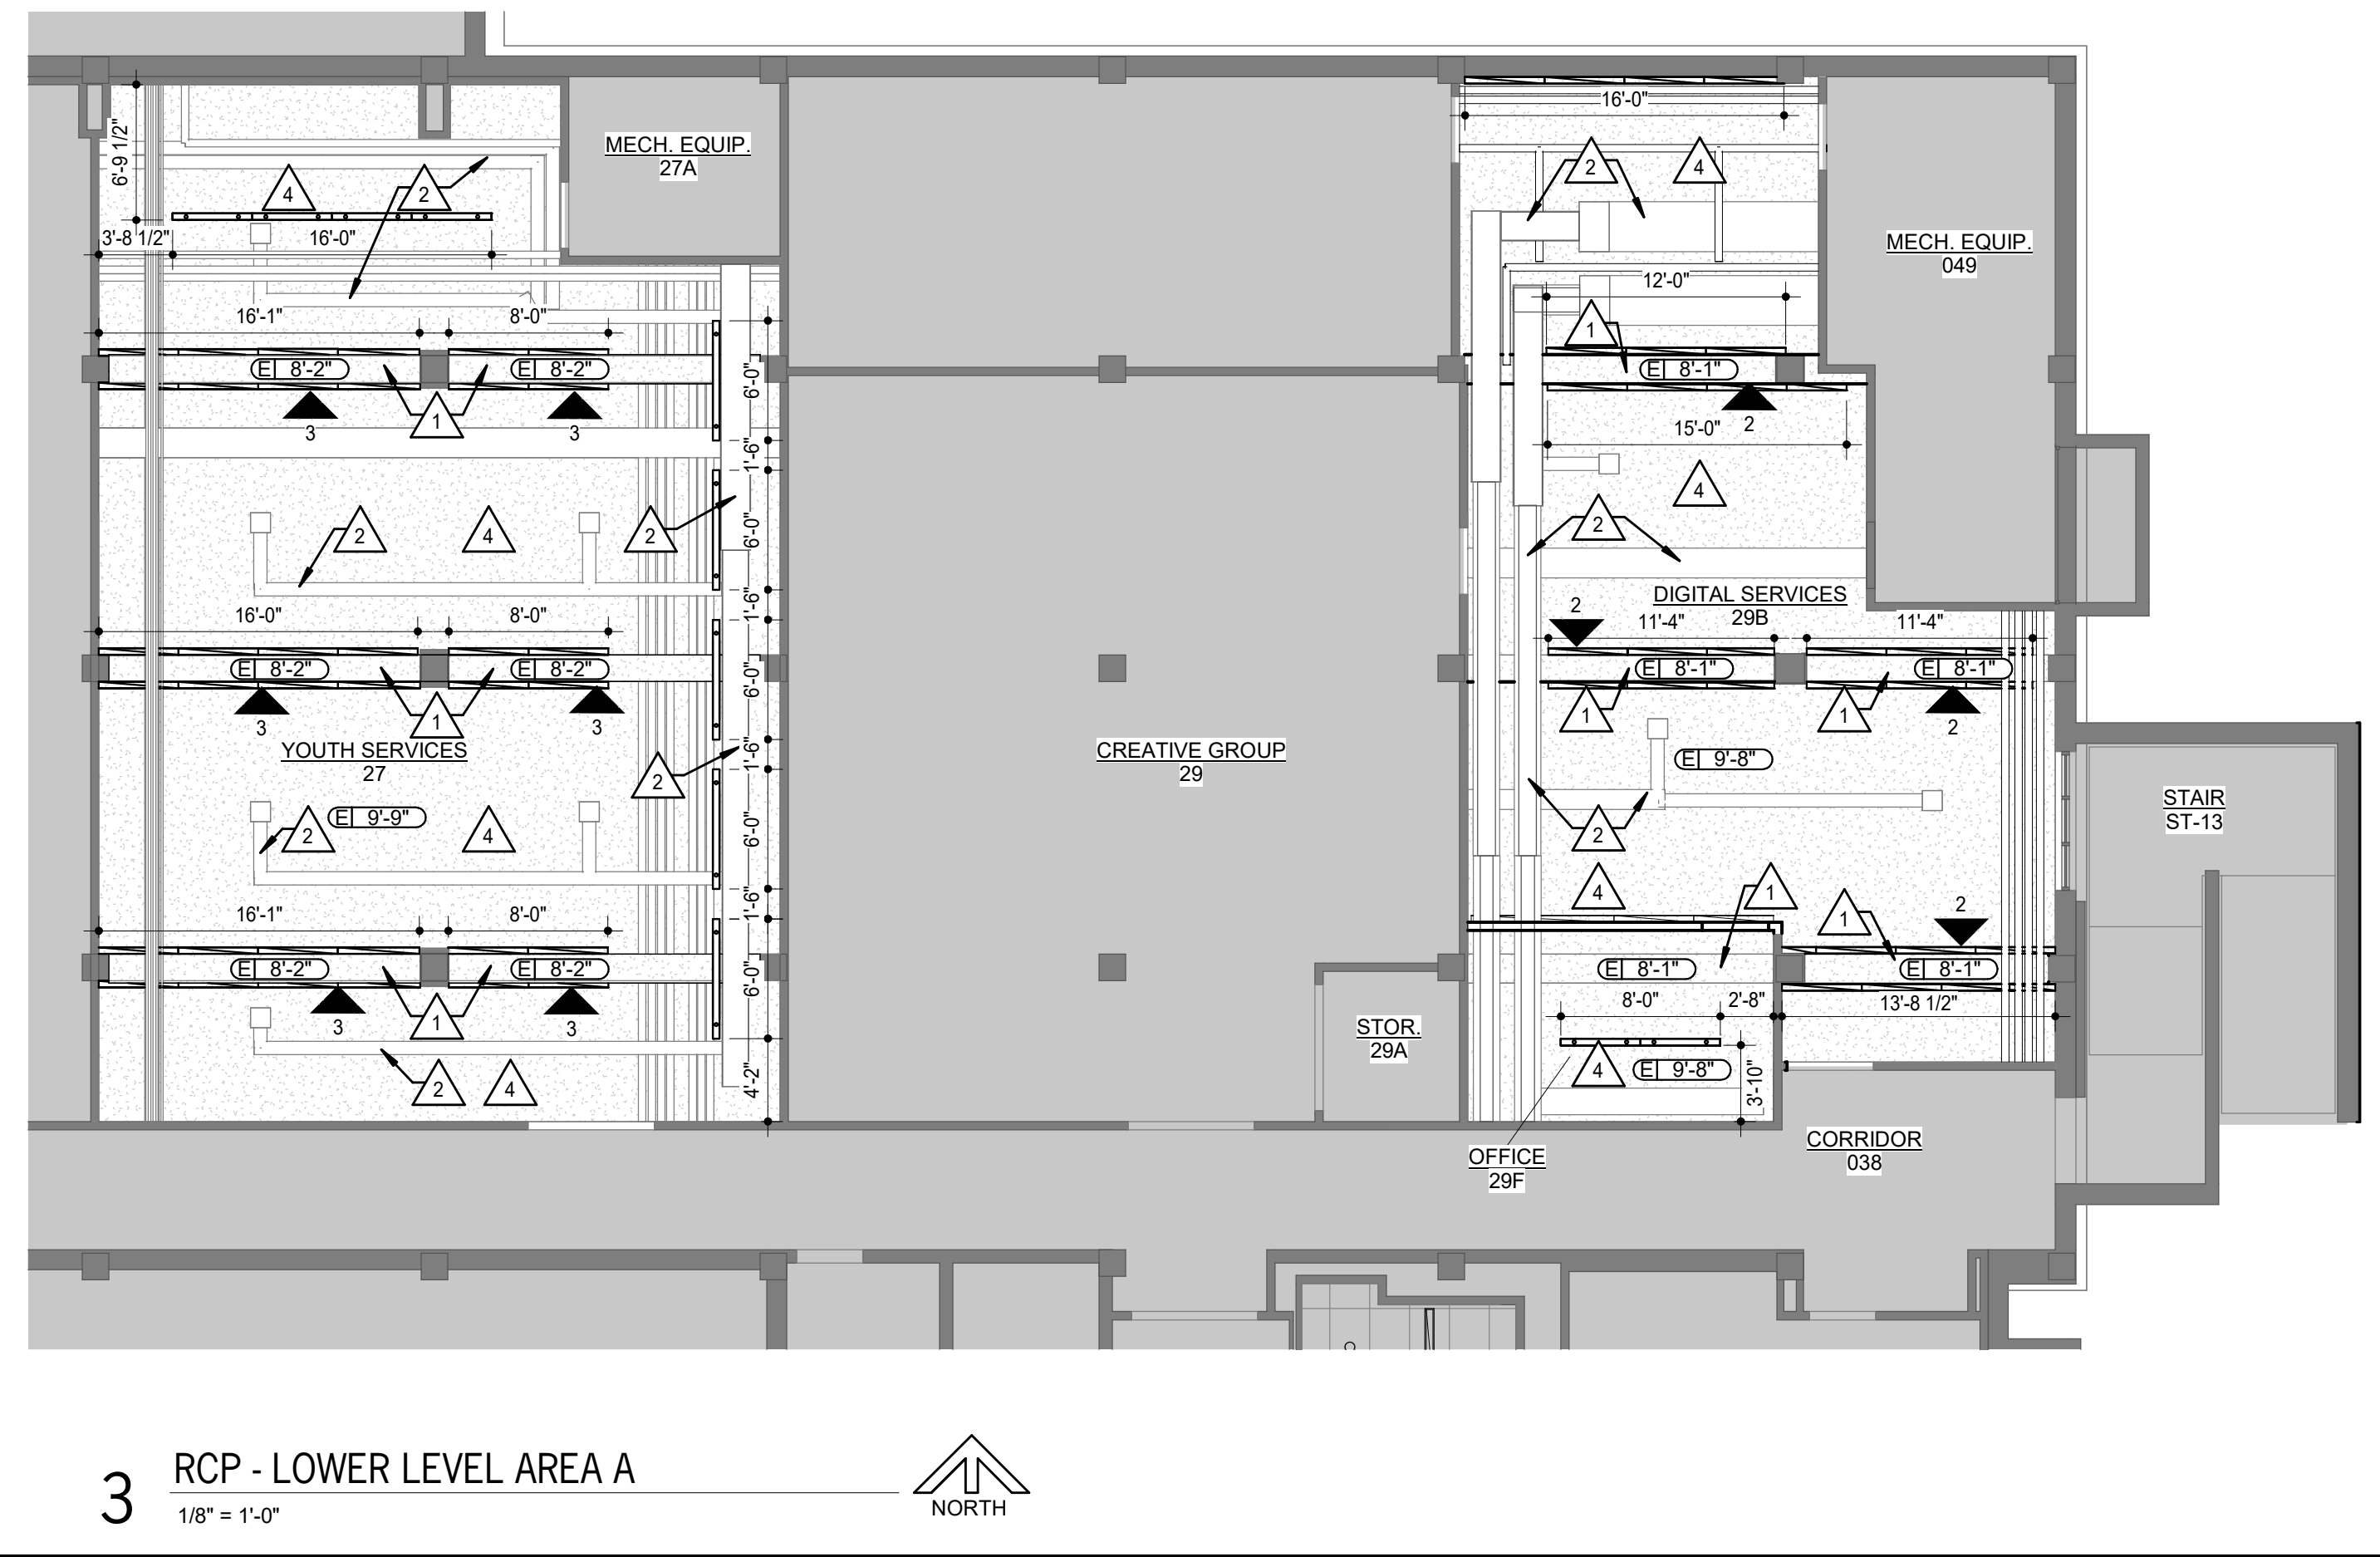 16'-0"
6'-9 1/2"
MECH. EQUIP.
27A
2
4
4
2
3'-8 1/2"
16'-0"
MECH. EQUIP.
049
12'-0"
16'-1"
8'-0"
1
E 8'-2"
E 8'-2"
6'-0"
E 8'-1"
1
3
3
2
15'-0"
1'-6"
4
2
4
2
6'-0"
2
DIGITAL SERVICES
29B
2
11'-4"
11'-4"
16'-0"
8'-0"
1'-6"
E 8'-2"
E 8'-2"
6'-0"
E 8'-1"
E 8'-1"
1
1
1
3
3
2
YOUTH SERVICES
27
1'-6"
CREATIVE GROUP
29
E 9'-8"
2
STAIR
ST-13
E 9'-9"
2
4
6'-0"
2
4
1
1'-6"
16'-1"
8'-0"
1
2
E 8'-2"
E 8'-2"
6'-0"
E 8'-1"
E 8'-1"
8'-0"
2'-8"
13'-8 1/2"
3
1
3
STOR.
29A
4
E 9'-8"
2
4
4'-2"
3'-10"
CORRIDOR
038
OFFICE
29F
3
RCP - LOWER LEVEL AREA A
1/8" = 1'-0"
NORTH